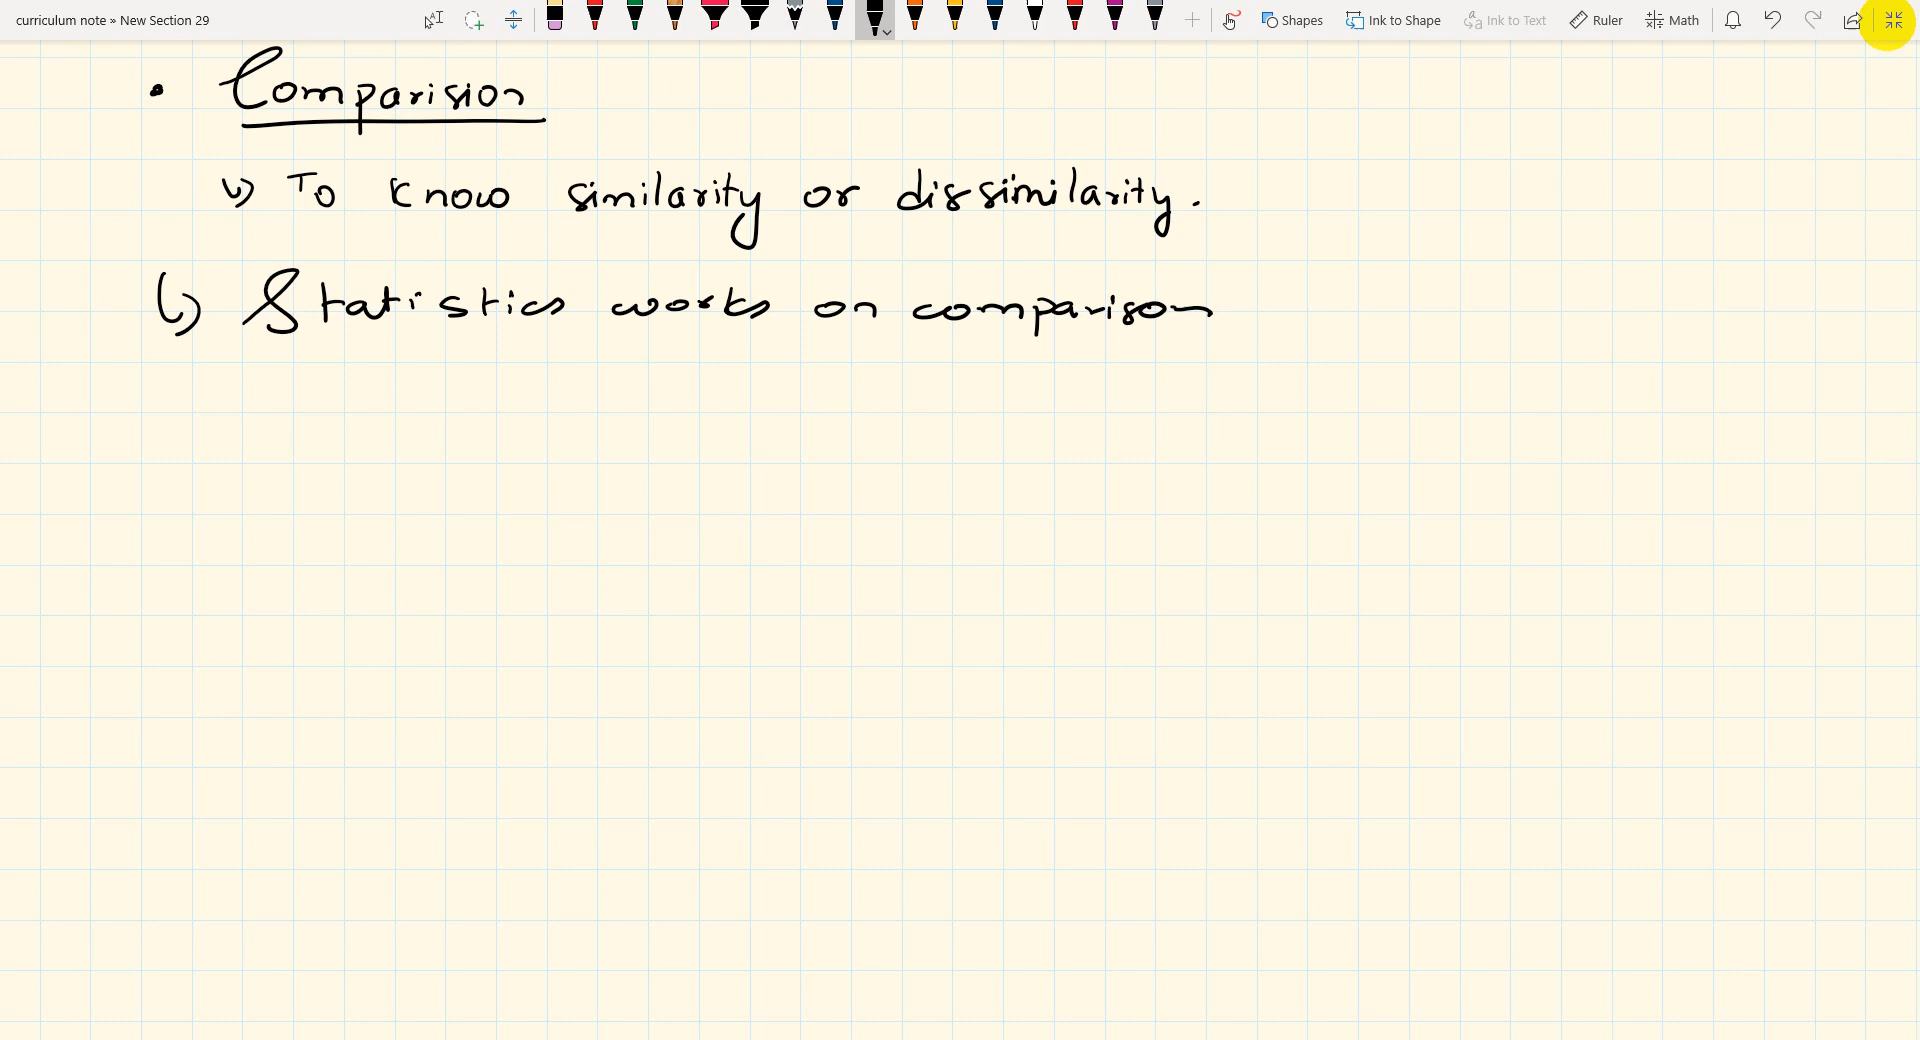 curriculum note » New Section 29 Shapes Ink to Shape Ink to Text Ruler Math
• Comparision
↳ To know similarity or dissimilarity.
↳ Statistics works on comparison